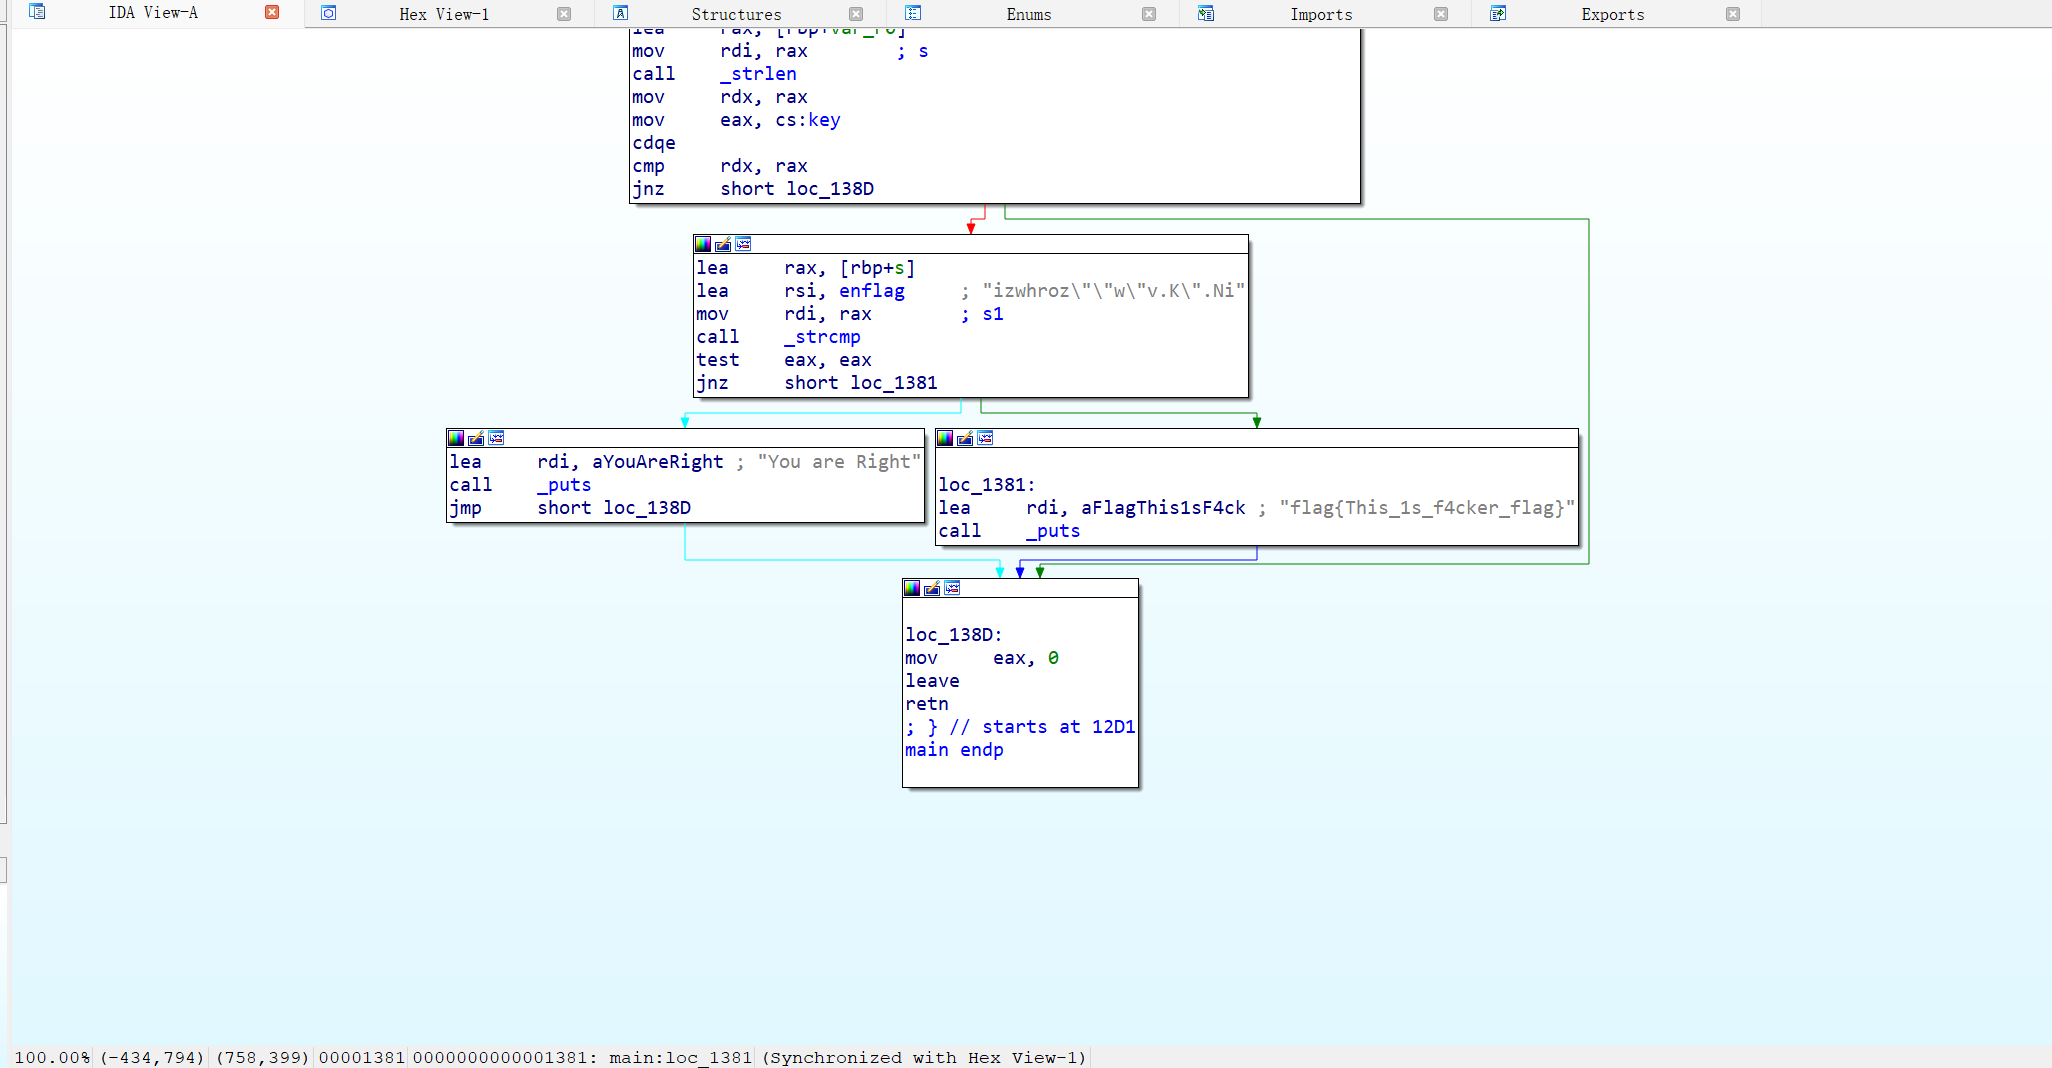 IDA View-A Hex View-1 Structures Enums Imports Exports
lea rax, [rbp+var_70]
mov rdi, rax ; s
call _strlen
mov rdx, rax
mov eax, cs:key
cdqe
cmp rdx, rax
jnz short loc_138D
lea rax, [rbp+s]
lea rsi, enflag ; "izwhroz\"\"w\"v.K\".Ni"
mov rdi, rax ; s1
call _strcmp
test eax, eax
jnz short loc_1381
lea rdi, aYouAreRight ; "You are Right"
call _puts
jmp short loc_138D
loc_1381:
lea rdi, aFlagThis1sF4ck ; "flag{This_1s_f4cker_flag}"
call _puts
loc_138D:
mov eax, 0
leave
retn
; } // starts at 12D1
main endp
100.00% (-434,794) (758,399) 00001381 0000000000001381: main:loc_1381 (Synchronized with Hex View-1)